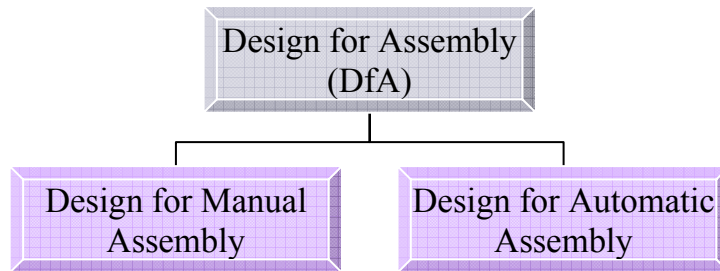 Design for Assembly
(DfA)
Design for Manual
Assembly
Design for Automatic
Assembly